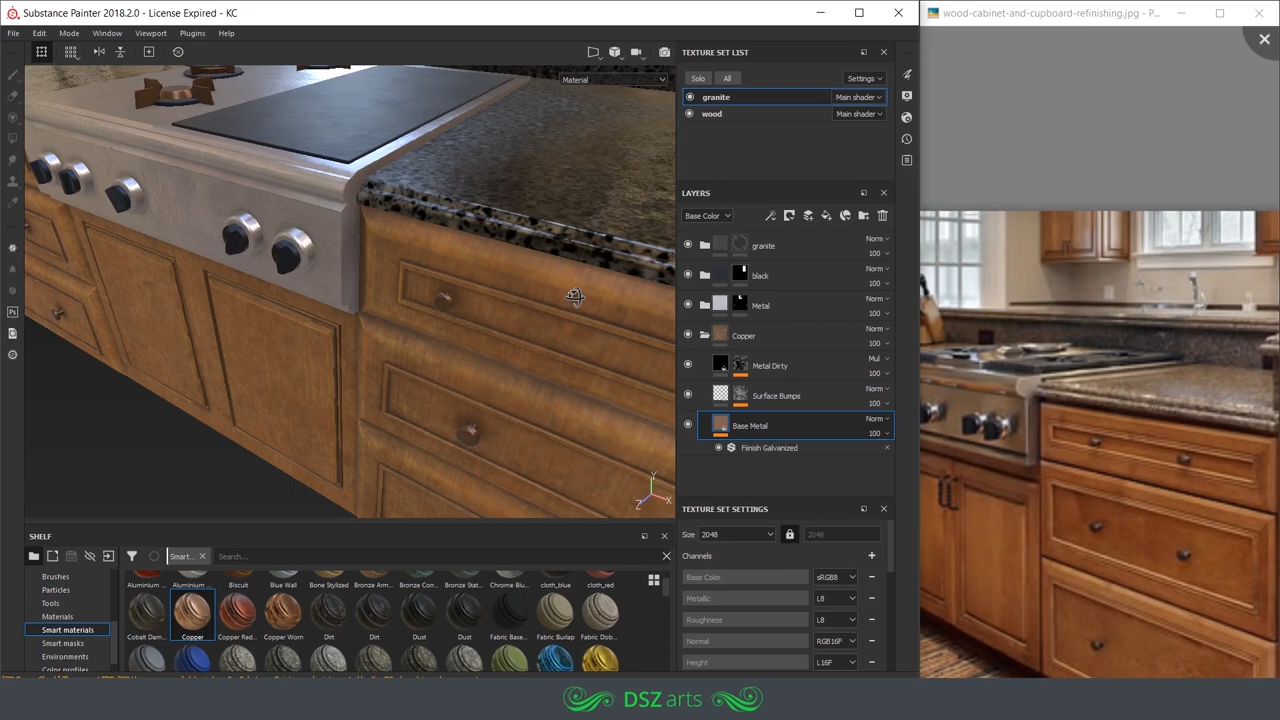 Substance Painter 2018.2.0 - License Expired - KC
File Edit Mode Window Viewport Plugins Help
Material
SHELF
Smart...
Search...
Brushes
Particles
Tools
Materials
Smart materials
Smart masks
Environments
Color profiles
Aluminium ... Aluminium ... Biscuit Blue Wall Bone Stylized Bronze Arm... Bronze Cor... Bronze Stat... Chrome Blu... cloth_blue cloth_red
Cobalt Dam... Copper Copper Red... Copper Worn Dirt Dirt Dust Dust Fabric Base... Fabric Burlap Fabric Dob...
TEXTURE SET LIST
Solo All Settings
granite Main shader
wood Main shader
LAYERS
Base Color
granite Norm 100
black Norm 100
Metal Norm 100
Copper Norm 100
Metal Dirty Mul 100
Surface Bumps Norm 100
Base Metal Norm 100
Fiinish Galvanized
TEXTURE SET SETTINGS
Size 2048 2048
Channels
Base Color sRGB8
Metallic L8
Roughness L8
Normal RGB16F
Height L16F
X
Y
Z
wood-cabinet-and-cupboard-refinishing.jpg - P...
DSZ arts